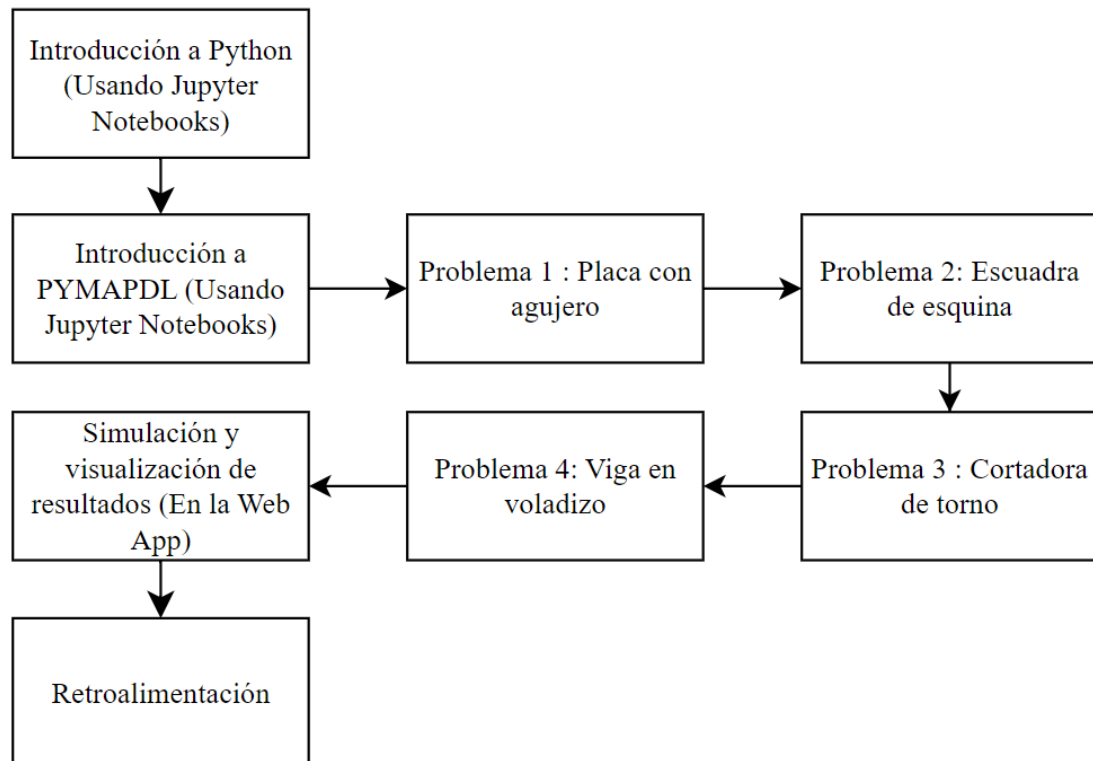 Introducción a Python
(Usando Jupyter
Notebooks)
Introducción a
PYMAPDL (Usando
Jupyter Notebooks)
Problema 1 : Placa con
agujero
Problema 2: Escuadra
de esquina
Problema 3 : Cortadora
de torno
Problema 4: Viga en
voladizo
Simulación y
visualización de
resultados (En la Web
App)
Retroalimentación